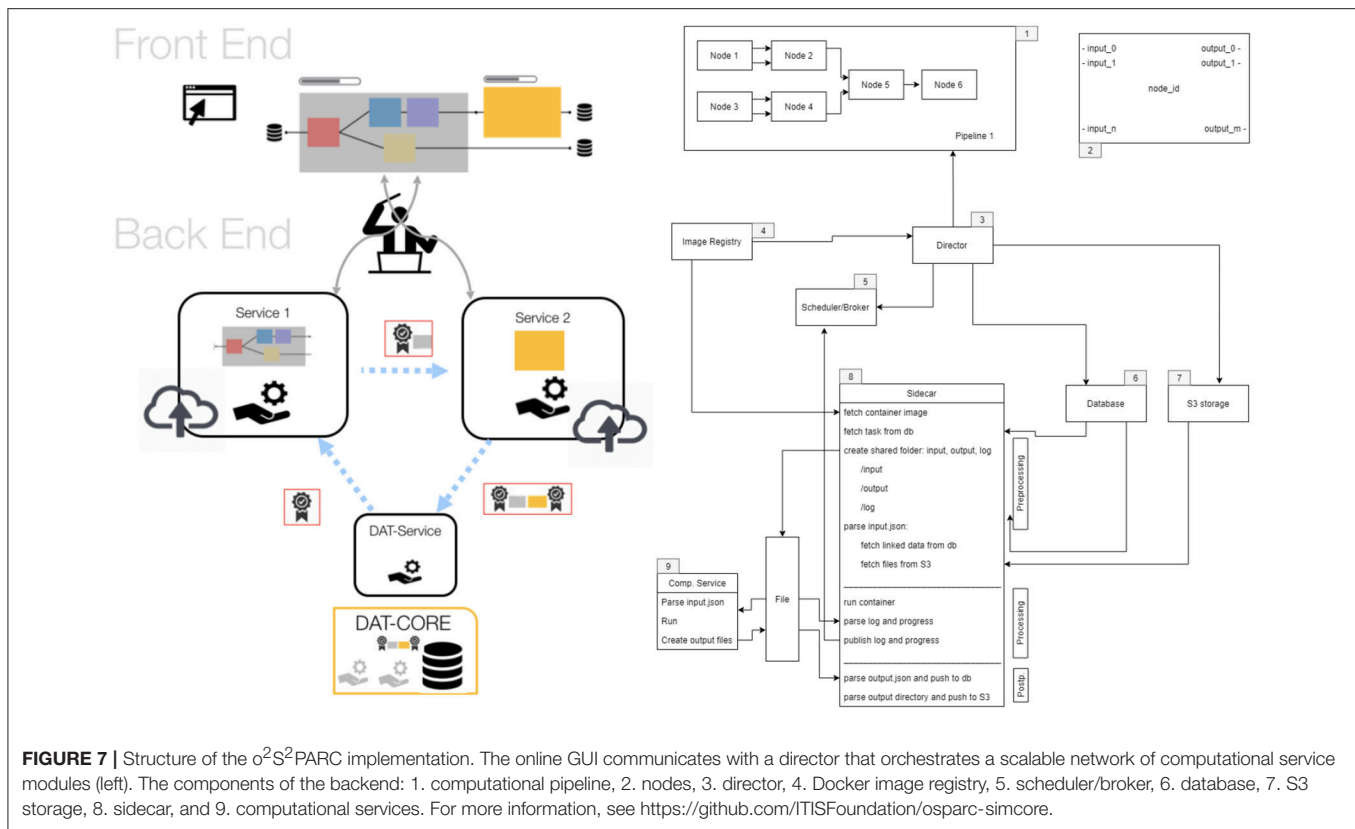 Front End
Back End
Service 1
Service 2
DAT-Service
DAT-CORE
1
Node 1
Node 2
Node 3
Node 4
Node 5
Node 6
Pipeline 1
- input_0
output_0 -
- input_1
output_1 -
node_id
- input_n
output_m -
2
3
Director
4
Image Registry
5
Scheduler/Broker
6
Database
7
S3 storage
8
Sidecar
fetch container image
fetch task from db
create shared folder: input, output, log
/input
/output
/log
parse input.json:
fetch linked data from db
fetch files from S3
run container
parse log and progress
publish log and progress
parse output.json and push to db
parse output directory and push to S3
Preprocessing
Processing
Postp.
File
9
Comp. Service
Parse input.json
Run
Create output files
FIGURE 7 | Structure of the o²S²PARC implementation. The online GUI communicates with a director that orchestrates a scalable network of computational service
modules (left). The components of the backend: 1. computational pipeline, 2. nodes, 3. director, 4. Docker image registry, 5. scheduler/broker, 6. database, 7. S3
storage, 8. sidecar, and 9. computational services. For more information, see https://github.com/ITISFoundation/osparc-simcore.